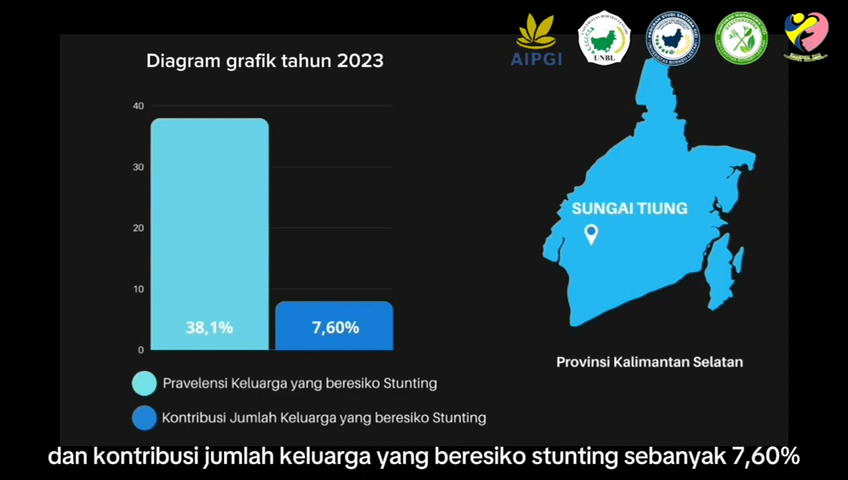 Diagram grafik tahun 2023
AIPGI
UNBL
40
30
20
10
0
38,1%
7,60%
SUNGAI TIUNG
Provinsi Kalimantan Selatan
Pravelensi Keluarga yang beresiko Stunting
Kontribusi Jumlah Keluarga yang beresiko Stunting
dan kontribusi jumlah keluarga yang beresiko stunting sebanyak 7,60%